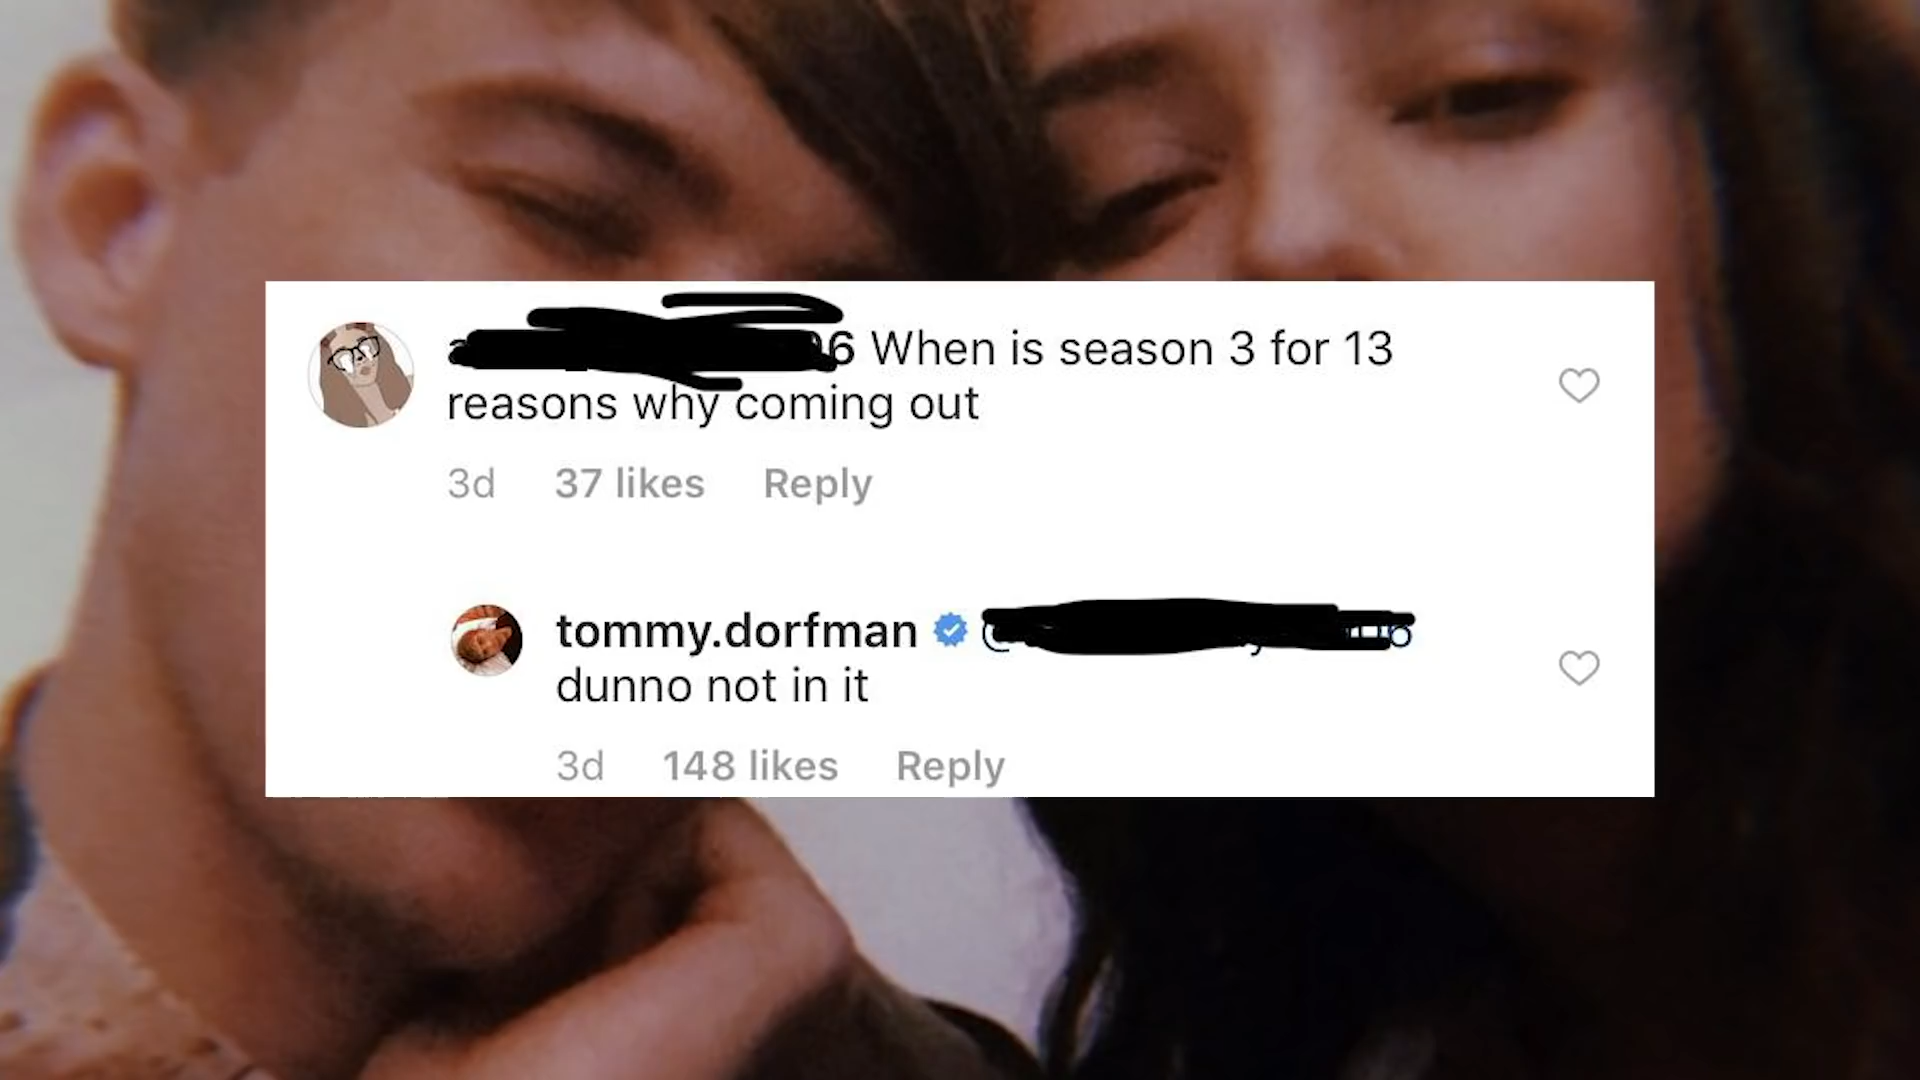 6 When is season 3 for 13
reasons why coming out
3d 37 likes Reply
tommy.dorfman
dunno not in it
3d 148 likes Reply